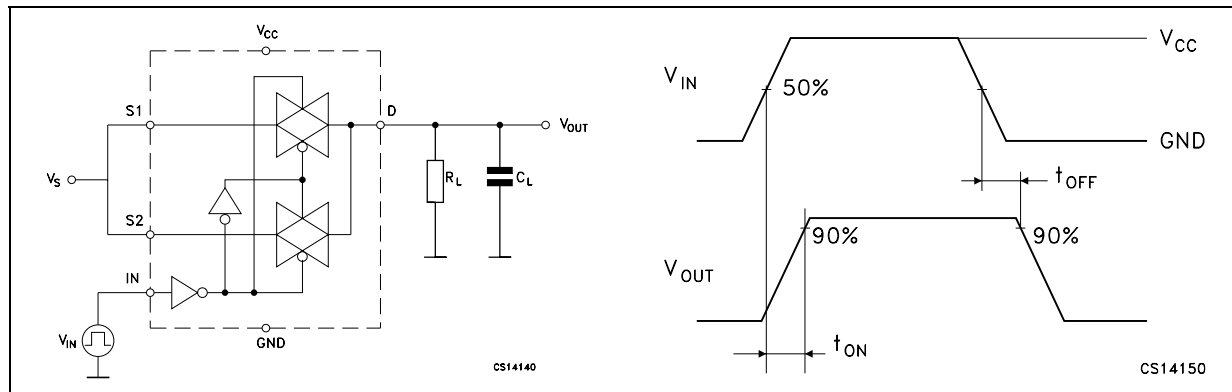 VCC
S1
D
VOUT
VS
RL
CL
S2
IN
VIN
GND
CS14140
VCC
VIN
50%
GND
tOFF
90%
90%
VOUT
tON
CS14150